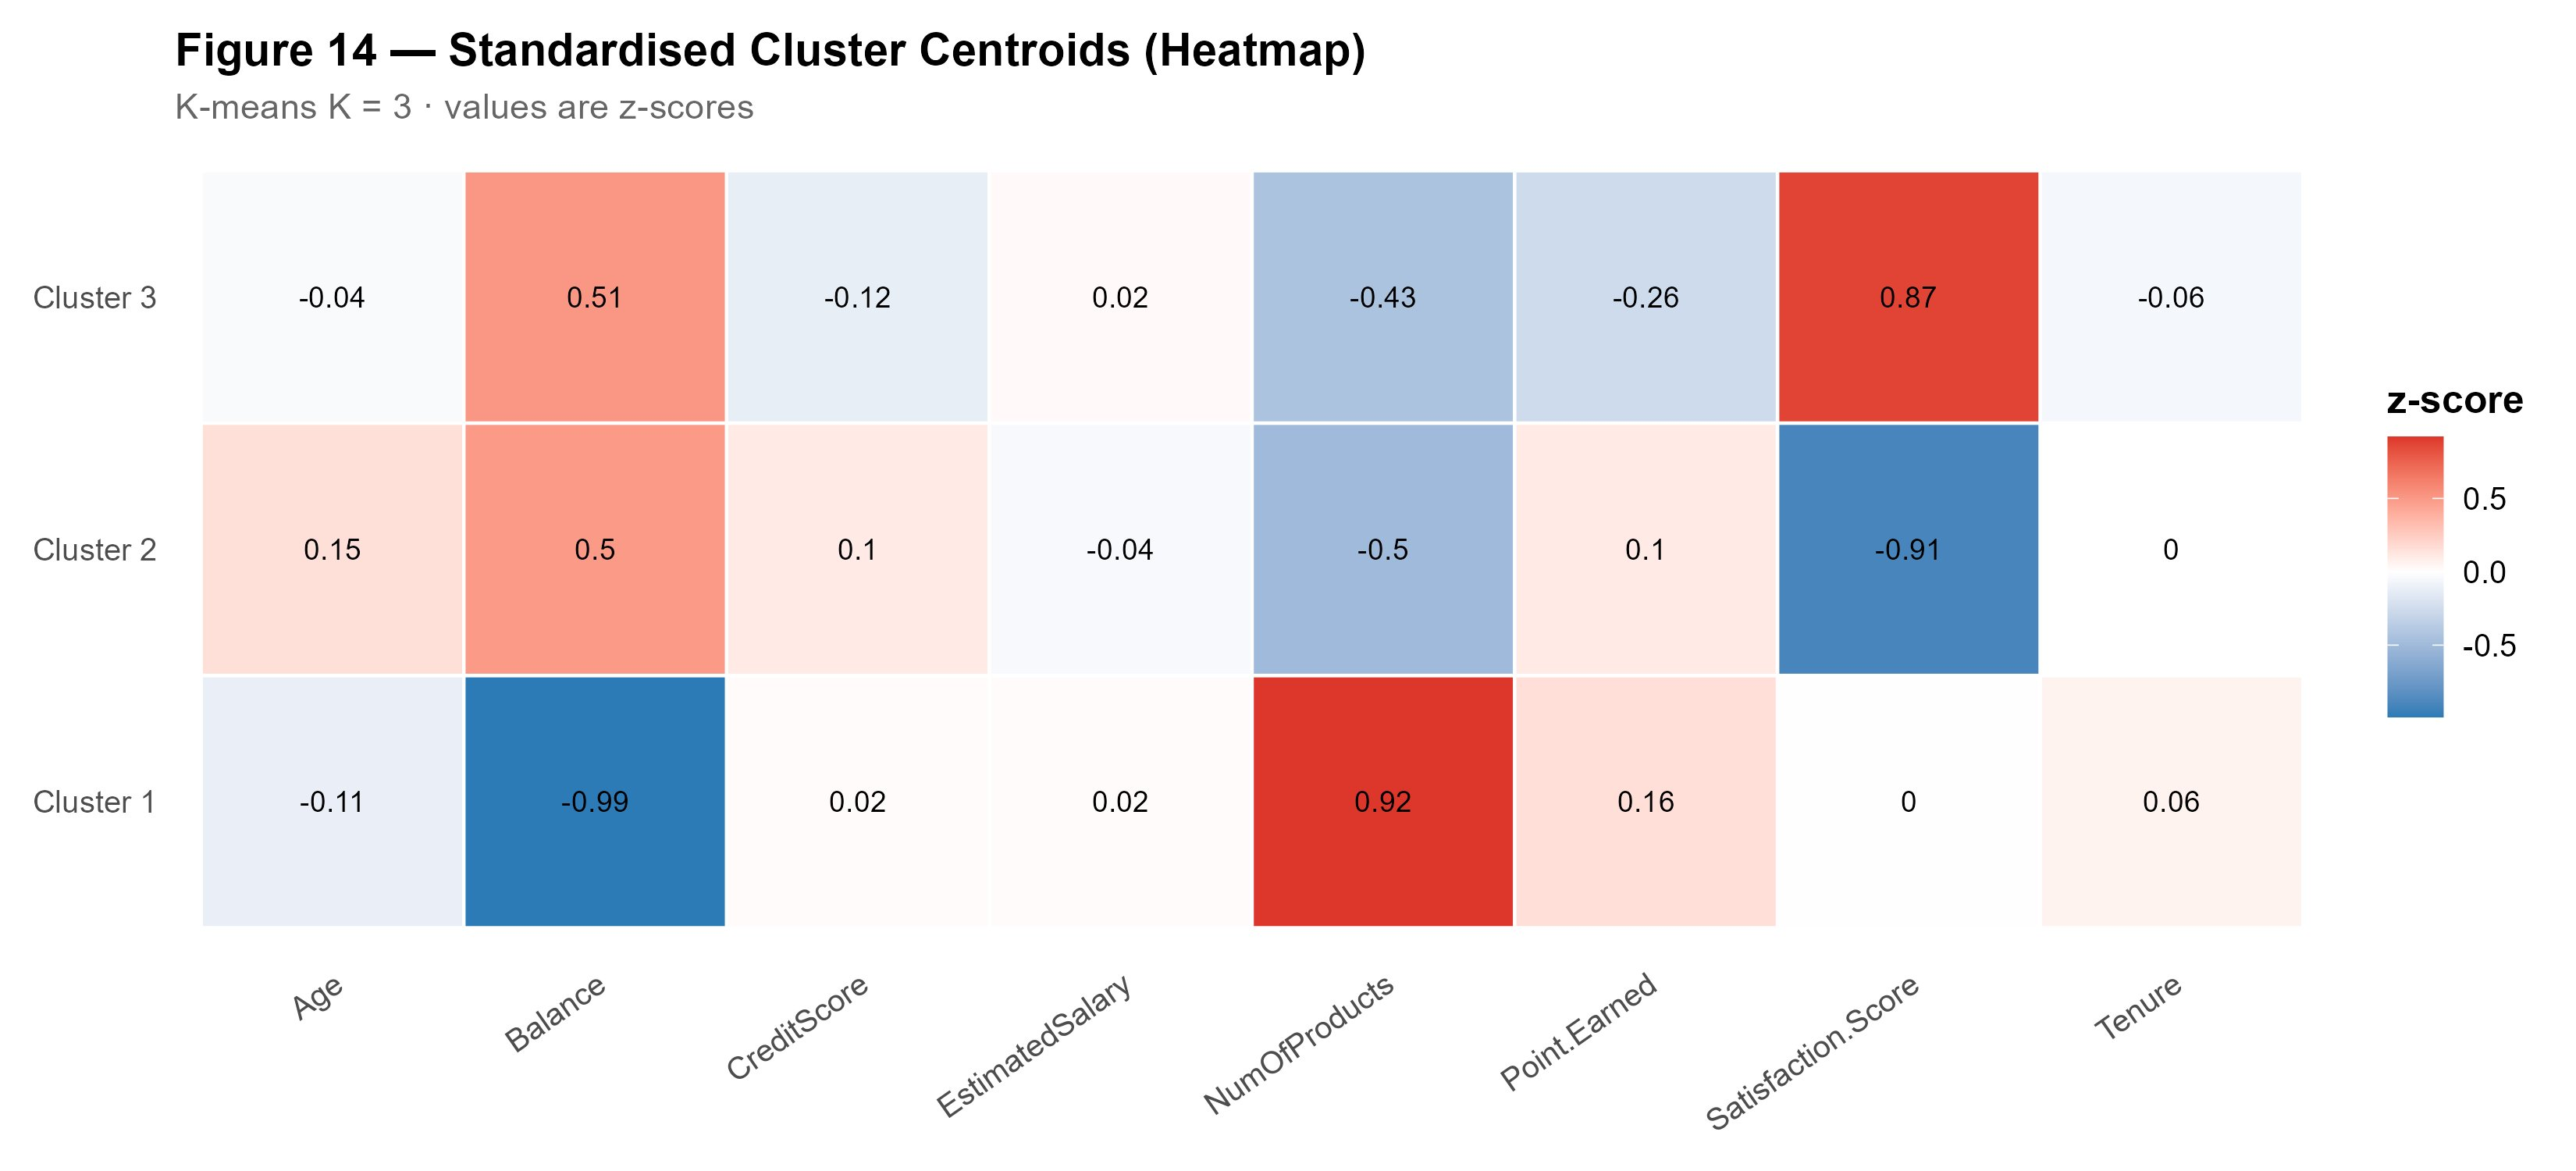 Figure 14 — Standardised Cluster Centroids (Heatmap)
K-means K = 3 · values are z-scores
Cluster 3
-0.04 0.51 -0.12 0.02 -0.43 -0.26 0.87 -0.06
Cluster 2
0.15 0.5 0.1 -0.04 -0.5 0.1 -0.91 0
Cluster 1
-0.11 -0.99 0.02 0.02 0.92 0.16 0 0.06
Age
Balance
CreditScore
EstimatedSalary
NumOfProducts
Point.Earned
Satisfaction.Score
Tenure
z-score
0.5
0.0
-0.5